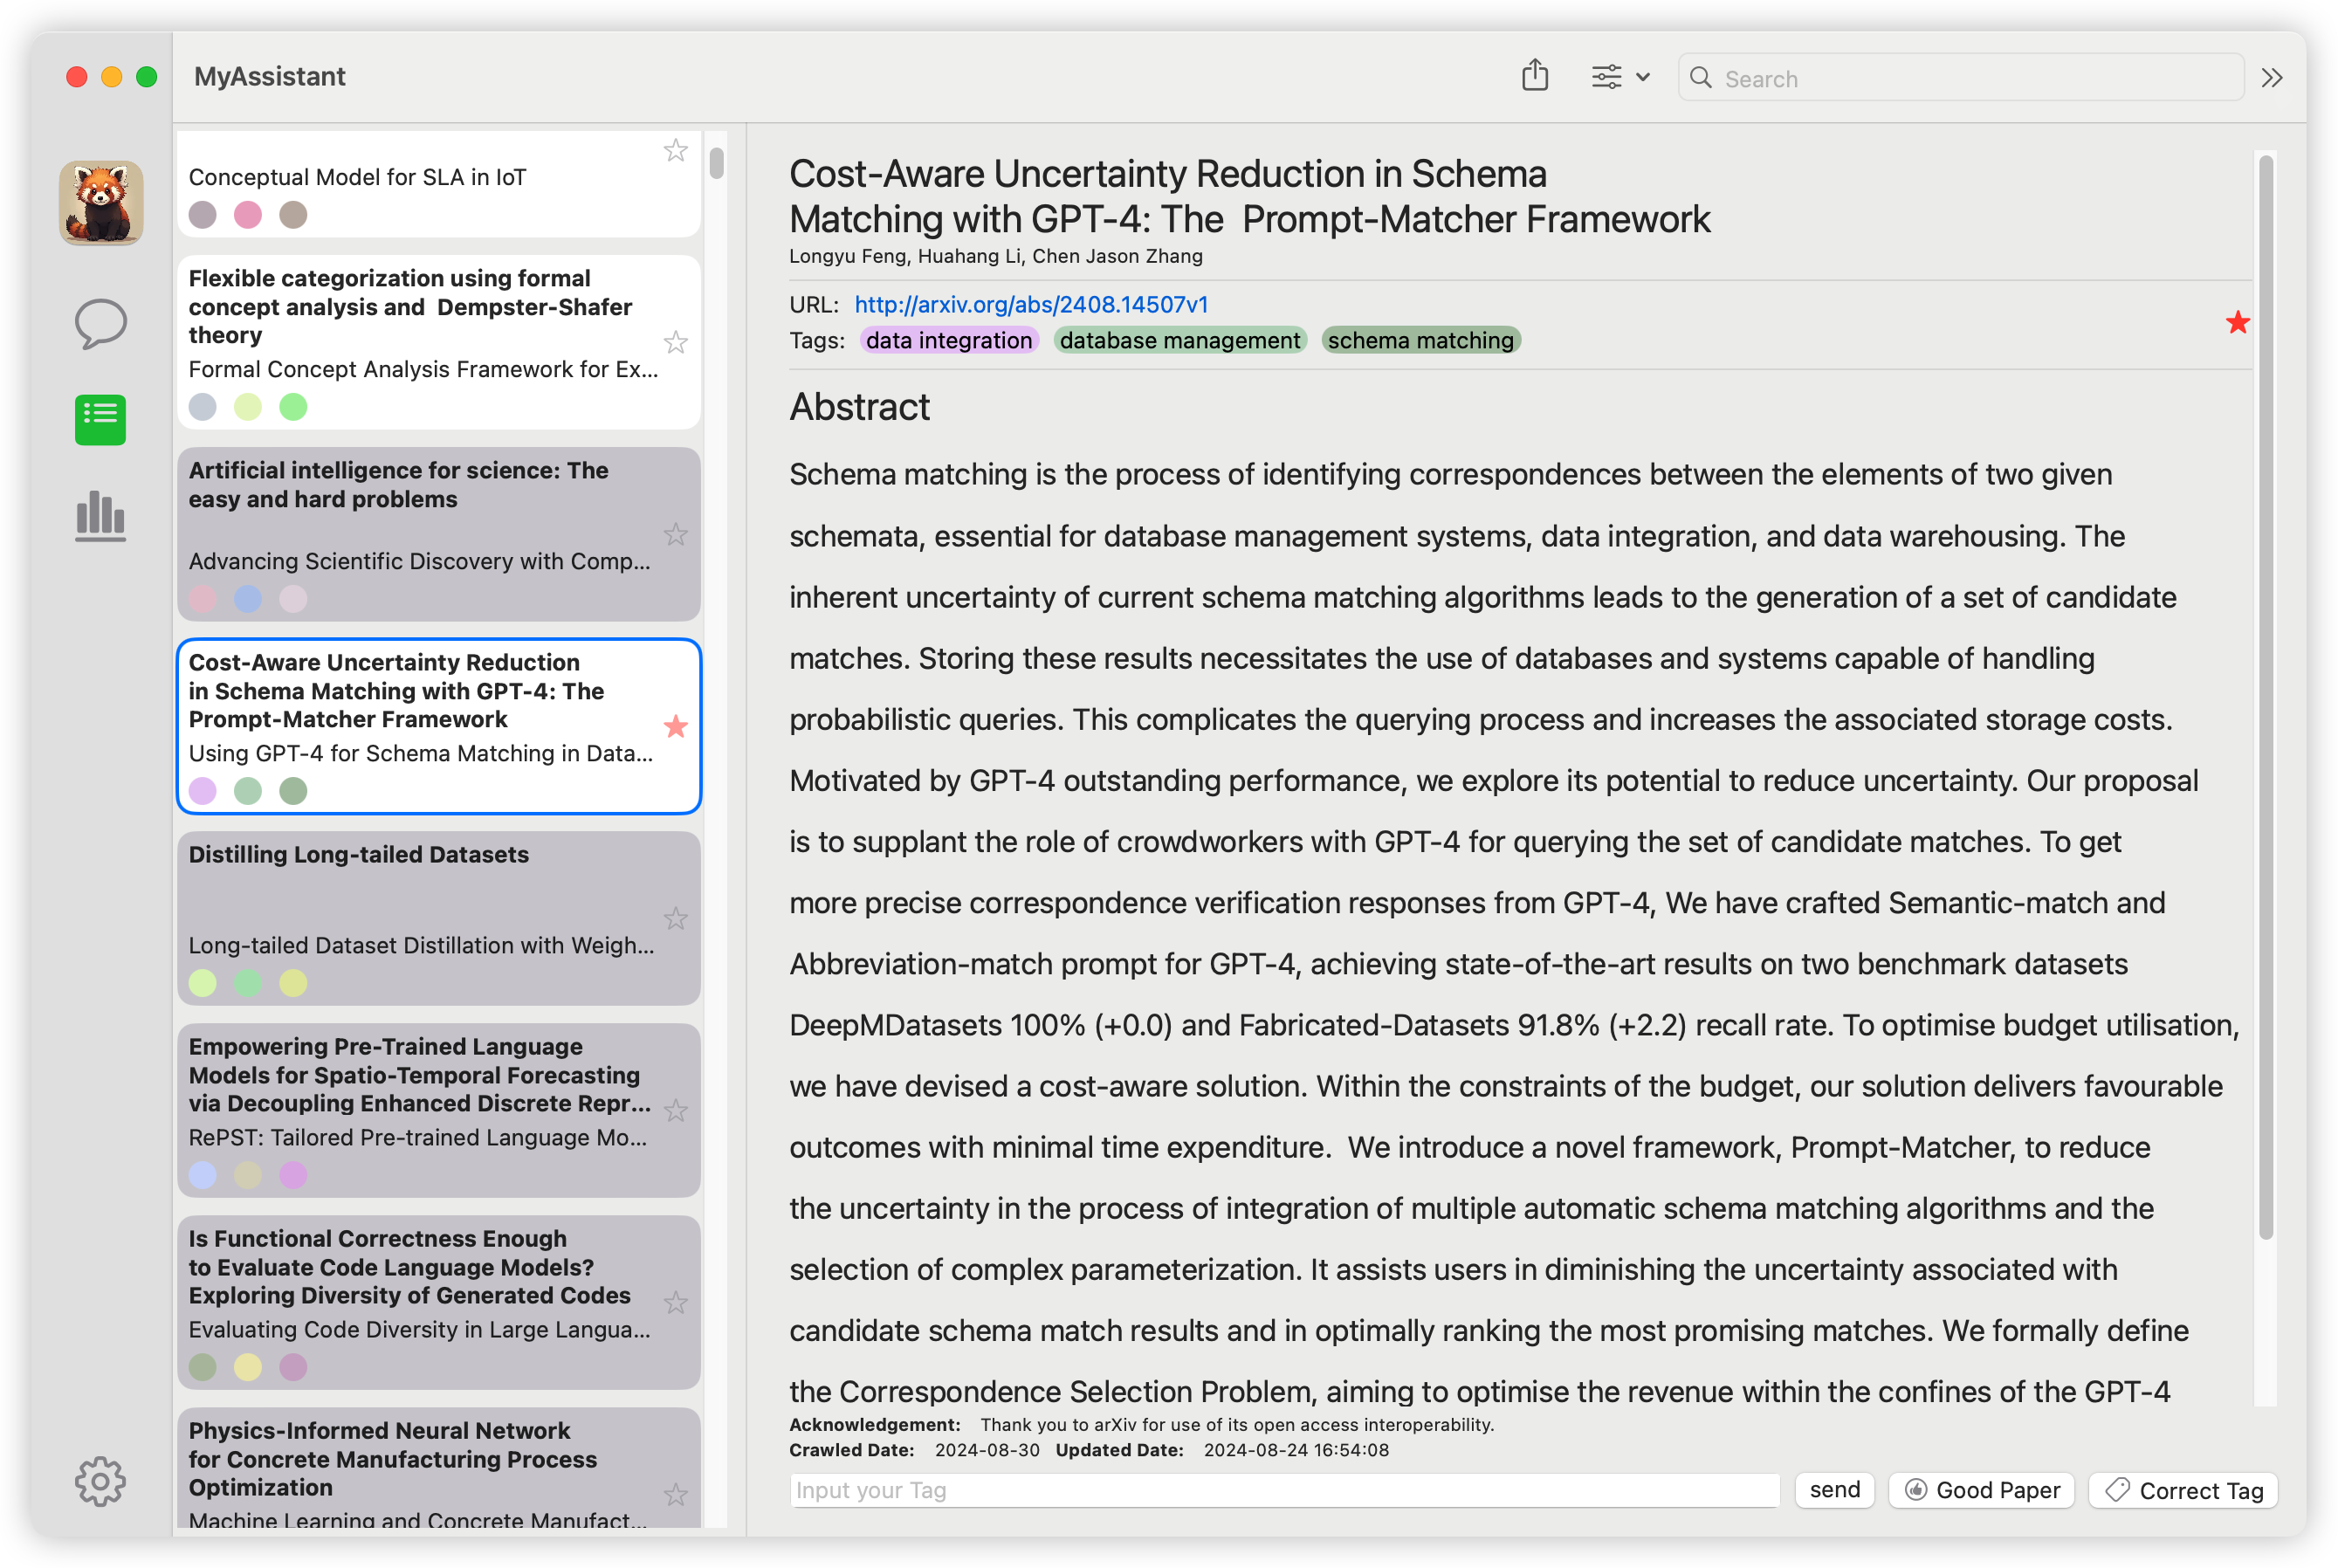 MyAssistant
Search
Conceptual Model for SLA in IoT
Flexible categorization using formal
concept analysis and  Dempster-Shafer
theory
Formal Concept Analysis Framework for Ex...
Artificial intelligence for science: The
easy and hard problems
Advancing Scientific Discovery with Comp...
Cost-Aware Uncertainty Reduction
in Schema Matching with GPT-4: The
Prompt-Matcher Framework
Using GPT-4 for Schema Matching in Data...
Distilling Long-tailed Datasets
Long-tailed Dataset Distillation with Weigh...
Empowering Pre-Trained Language
Models for Spatio-Temporal Forecasting
via Decoupling Enhanced Discrete Repr...
RePST: Tailored Pre-trained Language Mo...
Is Functional Correctness Enough
to Evaluate Code Language Models?
Exploring Diversity of Generated Codes
Evaluating Code Diversity in Large Langua...
Physics-Informed Neural Network
for Concrete Manufacturing Process
Optimization
Machine Learning and Concrete Manufact...
Cost-Aware Uncertainty Reduction in Schema
Matching with GPT-4: The  Prompt-Matcher Framework
Longyu Feng, Huahang Li, Chen Jason Zhang
URL: http://arxiv.org/abs/2408.14507v1
Tags: data integration database management schema matching
Abstract
Schema matching is the process of identifying correspondences between the elements of two given
schemata, essential for database management systems, data integration, and data warehousing. The
inherent uncertainty of current schema matching algorithms leads to the generation of a set of candidate
matches. Storing these results necessitates the use of databases and systems capable of handling
probabilistic queries. This complicates the querying process and increases the associated storage costs.
Motivated by GPT-4 outstanding performance, we explore its potential to reduce uncertainty. Our proposal
is to supplant the role of crowdworkers with GPT-4 for querying the set of candidate matches. To get
more precise correspondence verification responses from GPT-4, We have crafted Semantic-match and
Abbreviation-match prompt for GPT-4, achieving state-of-the-art results on two benchmark datasets
DeepMDatasets 100% (+0.0) and Fabricated-Datasets 91.8% (+2.2) recall rate. To optimise budget utilisation,
we have devised a cost-aware solution. Within the constraints of the budget, our solution delivers favourable
outcomes with minimal time expenditure.  We introduce a novel framework, Prompt-Matcher, to reduce
the uncertainty in the process of integration of multiple automatic schema matching algorithms and the
selection of complex parameterization. It assists users in diminishing the uncertainty associated with
candidate schema match results and in optimally ranking the most promising matches. We formally define
the Correspondence Selection Problem, aiming to optimise the revenue within the confines of the GPT-4
Acknowledgement: Thank you to arXiv for use of its open access interoperability.
Crawled Date: 2024-08-30 Updated Date: 2024-08-24 16:54:08
Input your Tag
send
Good Paper
Correct Tag